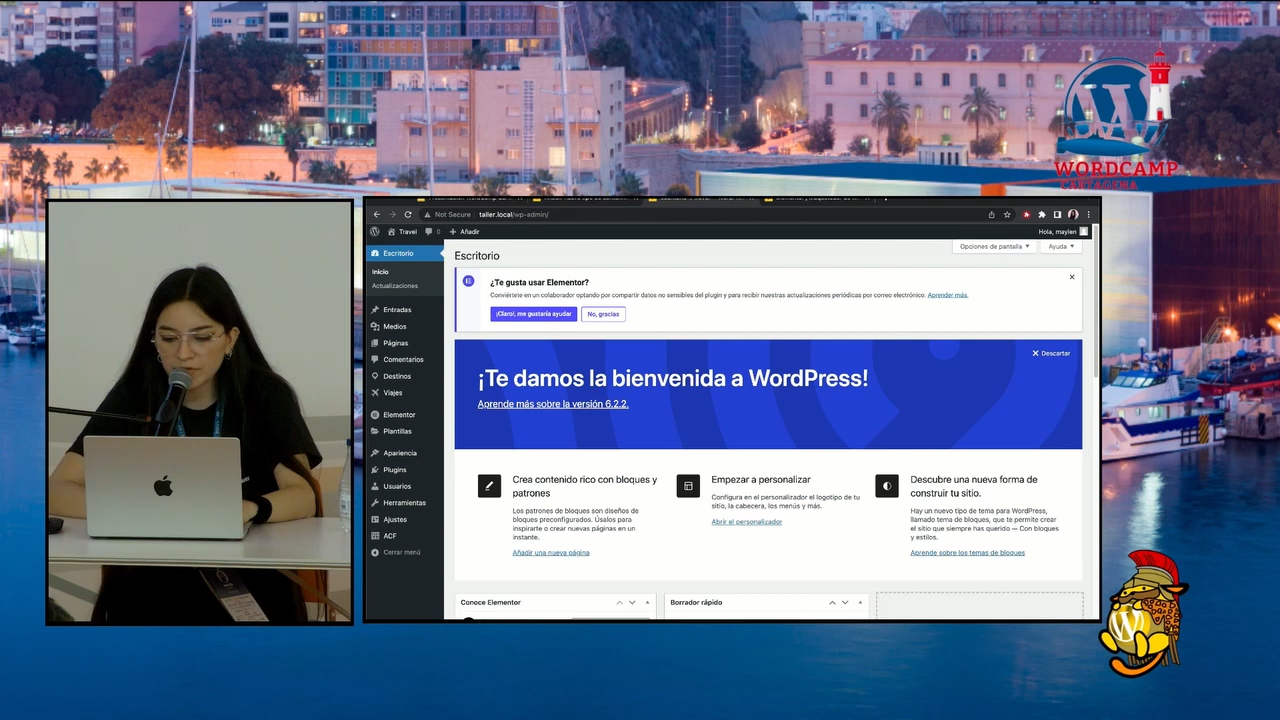 WORDCAMP
CARTAGENA
Not Secure
taller.local/wp-admin/
Travel
0
Añadir
Hola, maylen
Escritorio
Inicio
Actualizaciones
Entradas
Medios
Páginas
Comentarios
Destinos
Viajes
Elementor
Plantillas
Apariencia
Plugins
Usuarios
Herramientas
Ajustes
ACF
Cerrar menú
Escritorio
Opciones de pantalla
Ayuda
¿Te gusta usar Elementor?
Conviértete en un colaborador optando por compartir datos no sensibles del plugin y para recibir nuestras actualizaciones periódicas por correo electrónico. Aprender más.
¡Claro!, me gustaría ayudar
No, gracias
Descartar
¡Te damos la bienvenida a WordPress!
Aprende más sobre la versión 6.2.2.
Crea contenido rico con bloques y
patrones
Los patrones de bloques son diseños de
bloques preconfigurados. Úsalos para
inspirarte o crear nuevas páginas en un
instante.
Añadir una nueva página
Empezar a personalizar
Configura en el personalizador el logotipo de tu
sitio, la cabecera, los menús y más.
Abrir el personalizador
Descubre una nueva forma de
construir tu sitio.
Hay un nuevo tipo de tema para WordPress,
llamado tema de bloques, que te permite crear
el sitio que siempre has querido — Con bloques
y estilos.
Aprende sobre los temas de bloques
Conoce Elementor
Borrador rápido